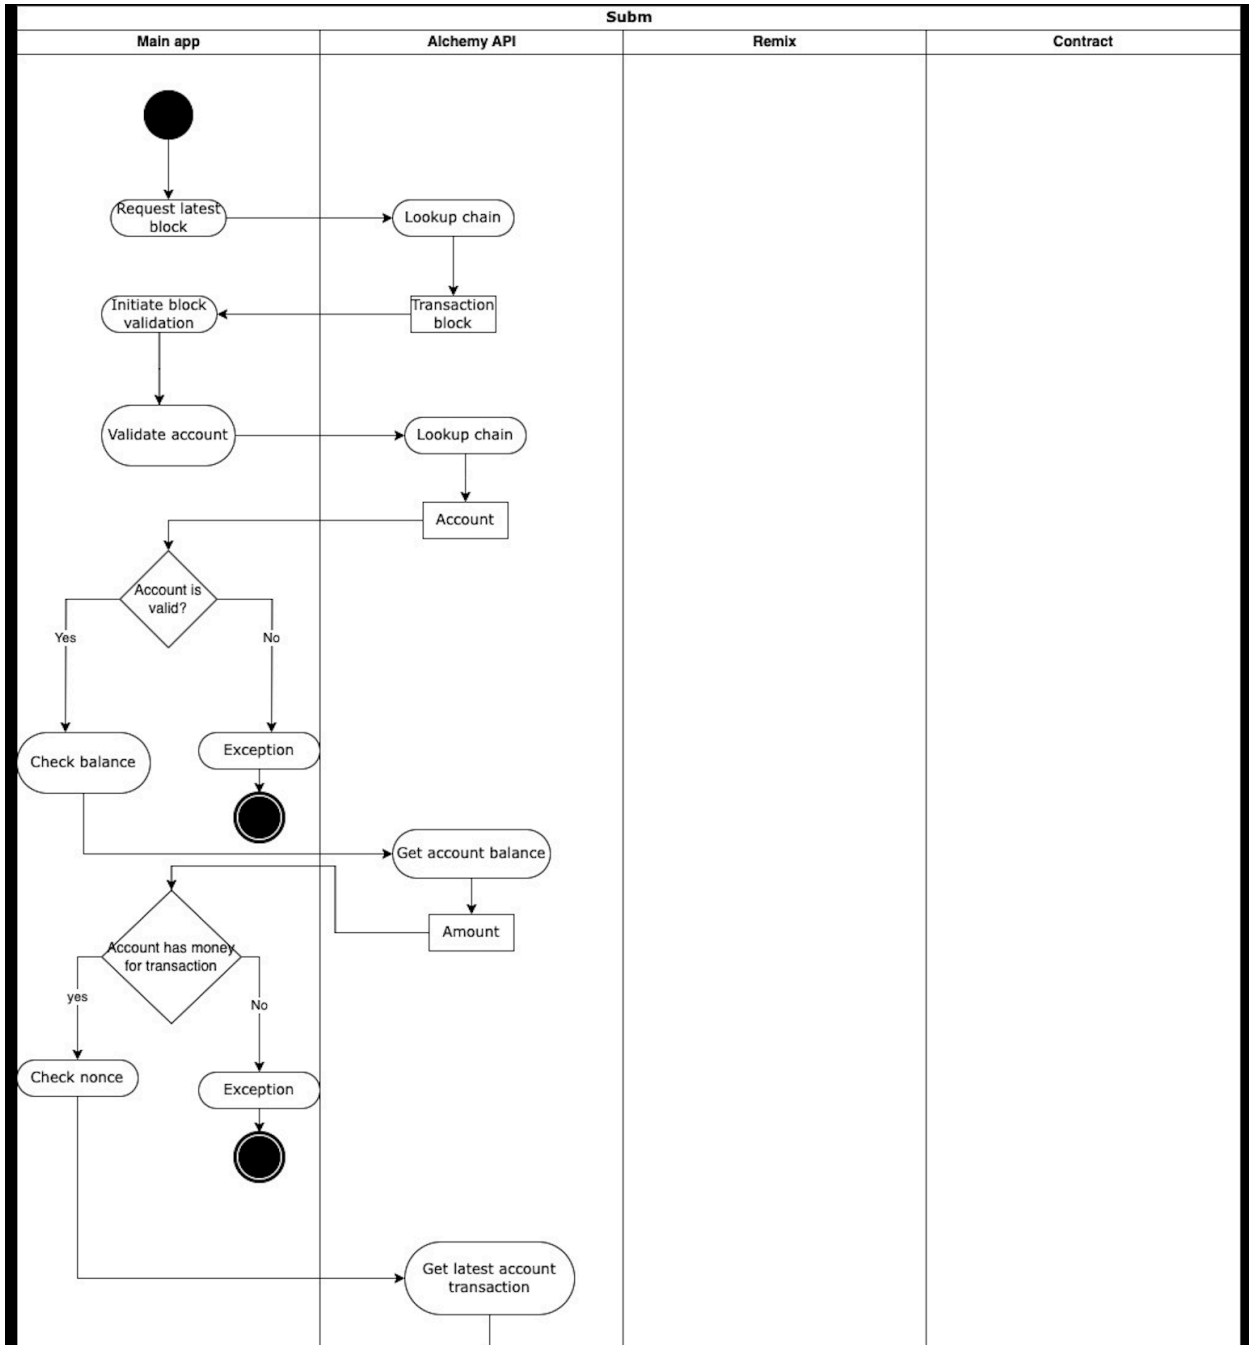 Subm
Main app
Alchemy API
Remix
Contract
Request latest
block
Lookup chain
Initiate block
validation
Transaction
block
Validate account
Lookup chain
Account
Account is
valid?
Yes
No
Check balance
Exception
Get account balance
Amount
Account has money
for transaction
yes
No
Check nonce
Exception
Get latest account
transaction